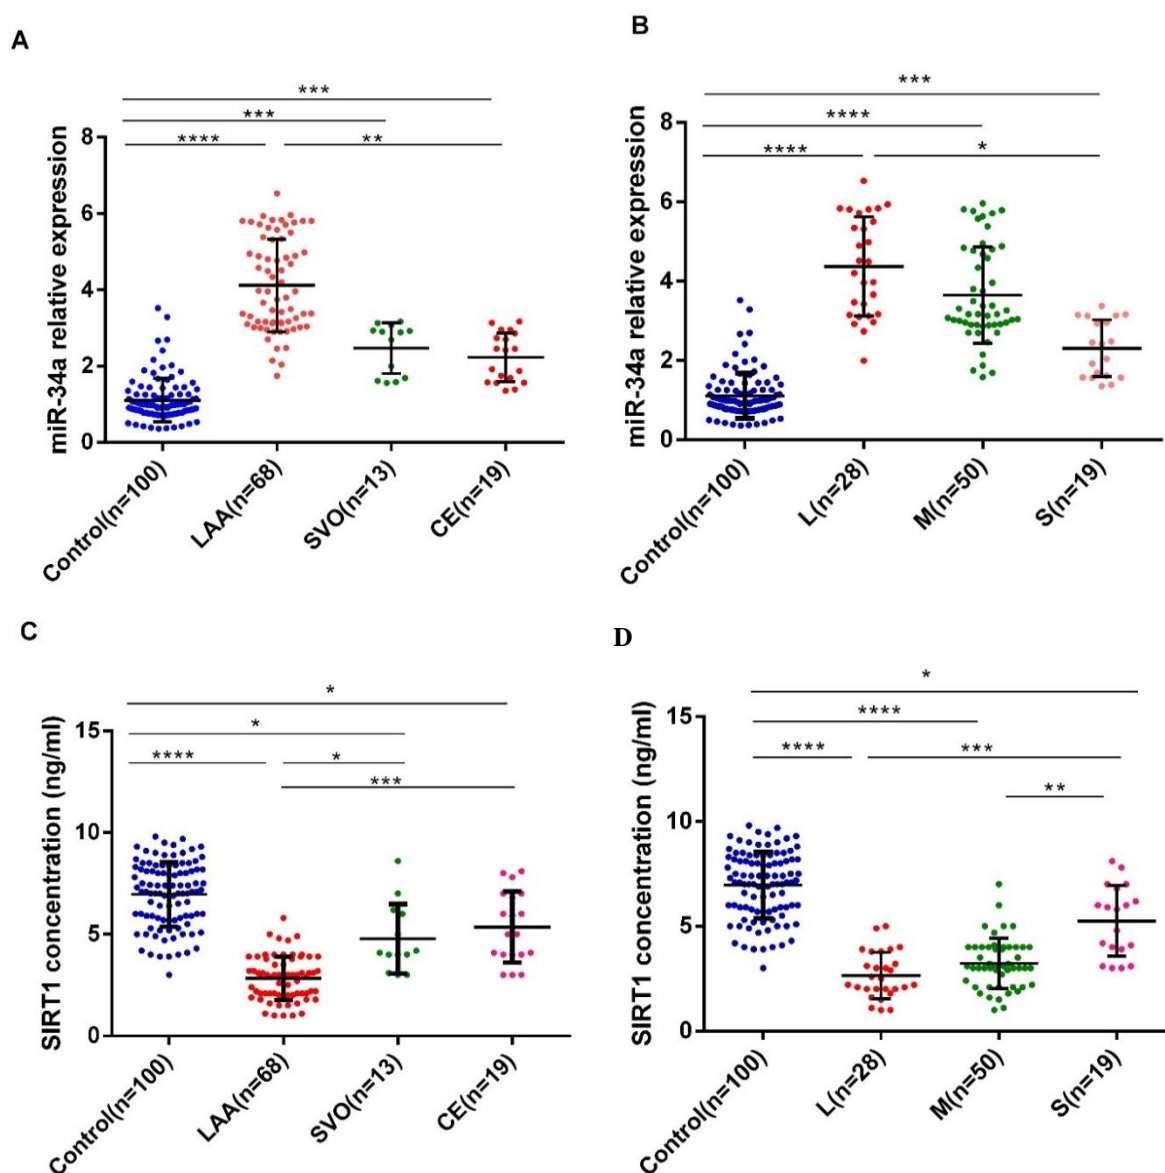 A
***
***
**** **
miR-34a relative expression
8
6
4
2
0
Control(n=100) LAA(n=68) SVO(n=13) CE(n=19)
B
***
****
**** *
miR-34a relative expression
8
6
4
2
0
Control(n=100) L(n=28) M(n=50) S(n=19)
C
*
*
**** *
***
SIRT1 concentration (ng/ml)
15
10
5
0
Control(n=100) LAA(n=68) SVO(n=13) CE(n=19)
D
*
****
**** ***
**
SIRT1 concentration (ng/ml)
15
10
5
0
Control(n=100) L(n=28) M(n=50) S(n=19)